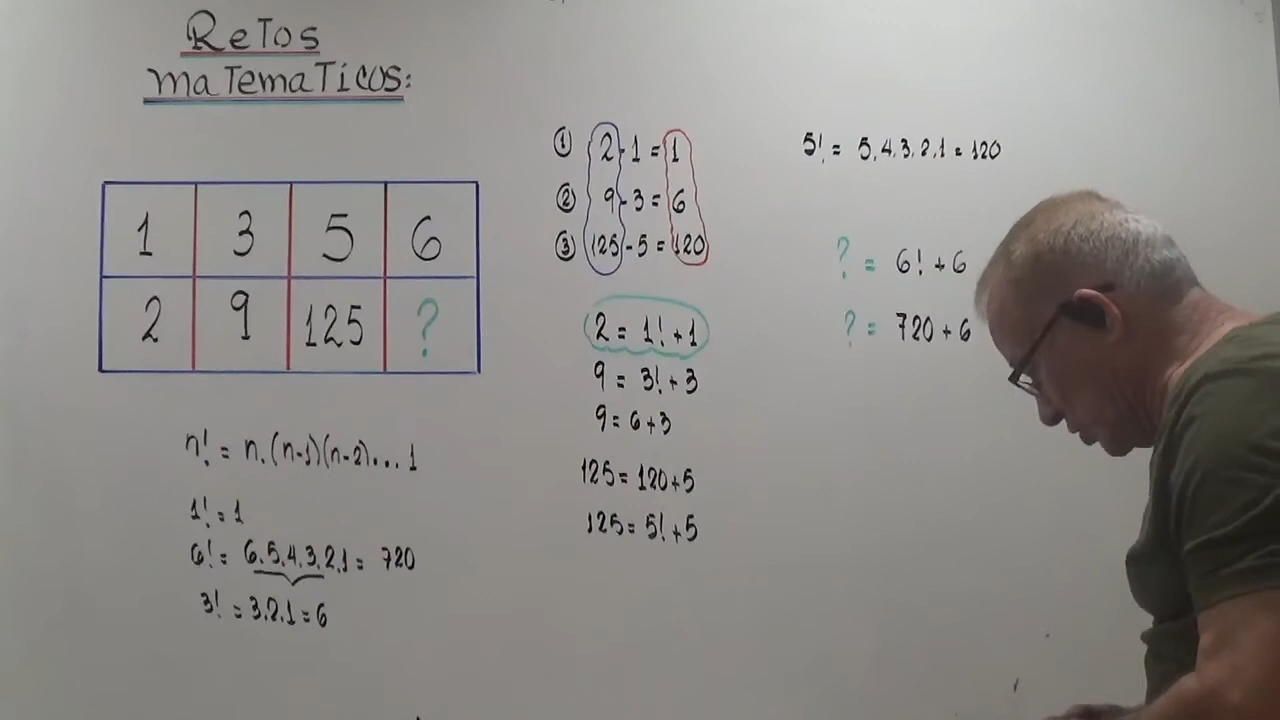 ReTos
maTemaTicos:
1 3 5 6
2 9 125 ?
n! = n.(n-1)(n-2)...1
1! = 1
6! = 6.5.4.3.2.1 = 720
3! = 3.2.1 = 6
① 2 - 1 = 1
② 9 - 3 = 6
③ 125 - 5 = 120
2 = 1! + 1
9 = 3! + 3
9 = 6 + 3
125 = 120 + 5
125 = 5! + 5
5! = 5.4.3.2.1 = 120
? = 6! + 6
? = 720 + 6